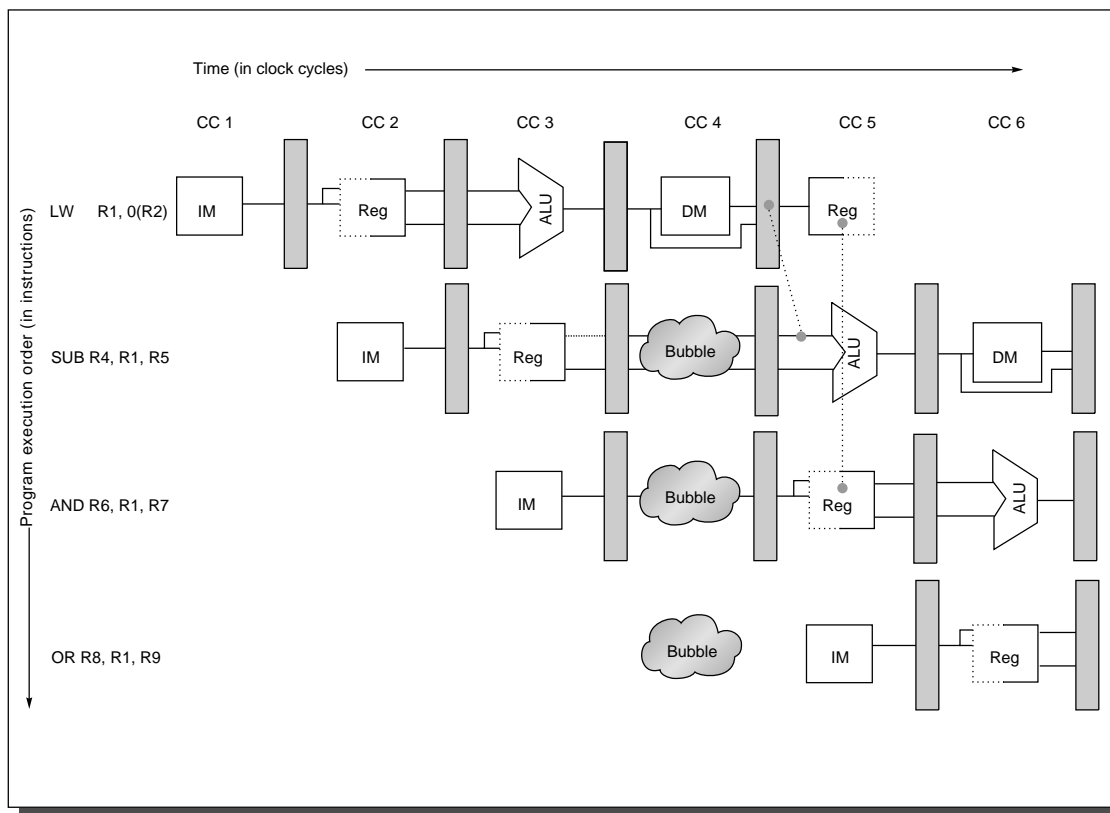 Time (in clock cycles)
CC 1 CC 2 CC 3 CC 4 CC 5 CC 6
Program execution order (in instructions)
LW R1, 0(R2) IM Reg ALU DM Reg
SUB R4, R1, R5 IM Reg Bubble ALU DM
AND R6, R1, R7 IM Bubble Reg ALU
OR R8, R1, R9 Bubble IM Reg